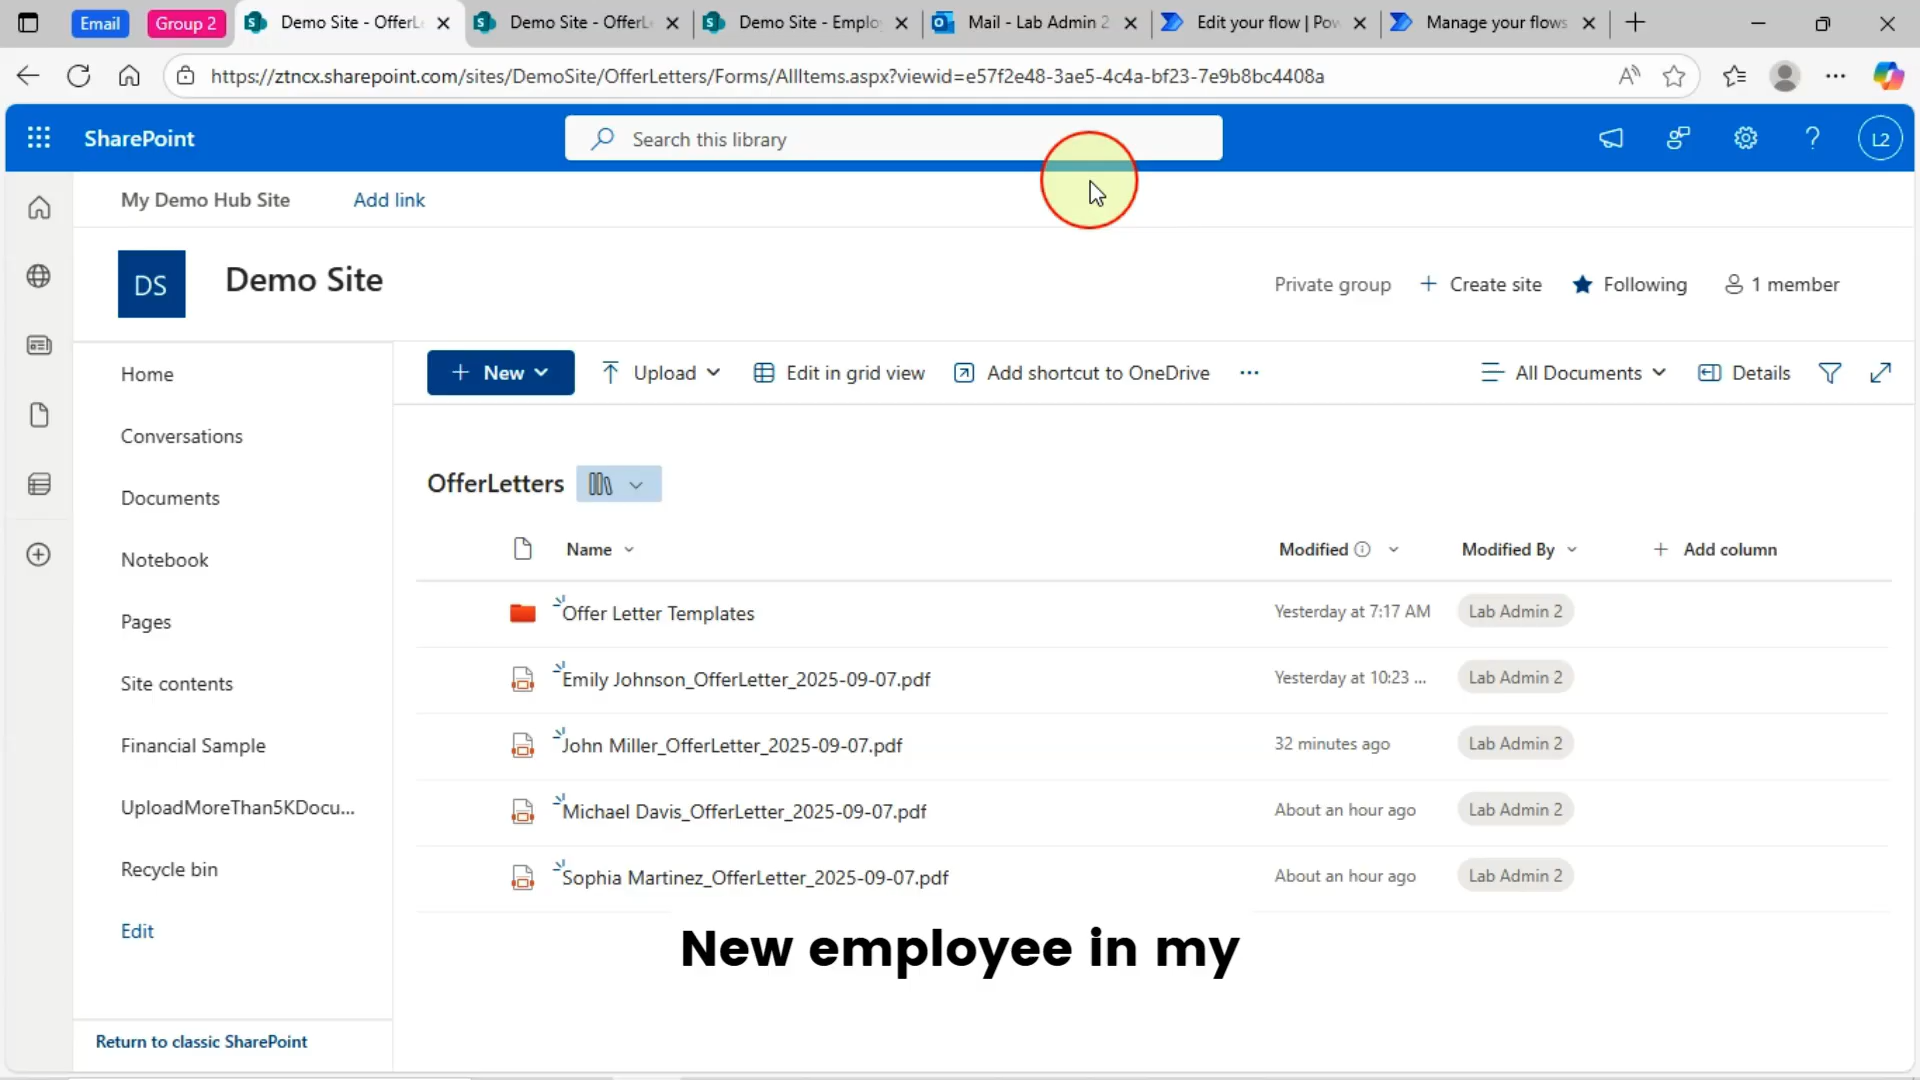 Email
Group 2
Demo Site - OfferLe
Demo Site - OfferLe
Demo Site - Employ
Mail - Lab Admin 2
Edit your flow | Pow
Manage your flows
https://ztncx.sharepoint.com/sites/DemoSite/OfferLetters/Forms/AllItems.aspx?viewid=e57f2e48-3ae5-4c4a-bf23-7e9b8bc4408a
SharePoint
Search this library
L2
My Demo Hub Site
Add link
DS
Demo Site
Private group
Create site
Following
1 member
Home
Conversations
Documents
Notebook
Pages
Site contents
Financial Sample
UploadMoreThan5KDocu...
Recycle bin
Edit
Return to classic SharePoint
New
Upload
Edit in grid view
Add shortcut to OneDrive
All Documents
Details
OfferLetters
Name
Modified
Modified By
Add column
Offer Letter Templates
Yesterday at 7:17 AM
Lab Admin 2
Emily Johnson_OfferLetter_2025-09-07.pdf
Yesterday at 10:23 ...
Lab Admin 2
John Miller_OfferLetter_2025-09-07.pdf
32 minutes ago
Lab Admin 2
Michael Davis_OfferLetter_2025-09-07.pdf
About an hour ago
Lab Admin 2
Sophia Martinez_OfferLetter_2025-09-07.pdf
About an hour ago
Lab Admin 2
New employee in my